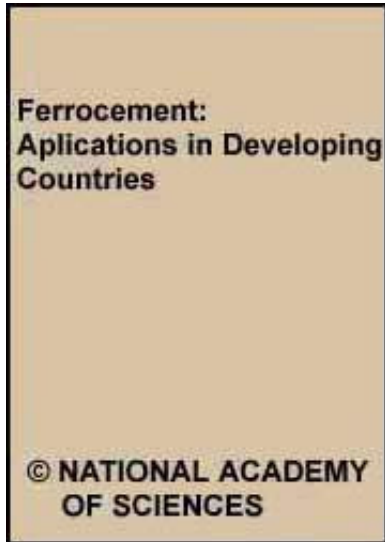 Ferrocement:
Aplications in Developing
Countries
© NATIONAL ACADEMY
OF SCIENCES